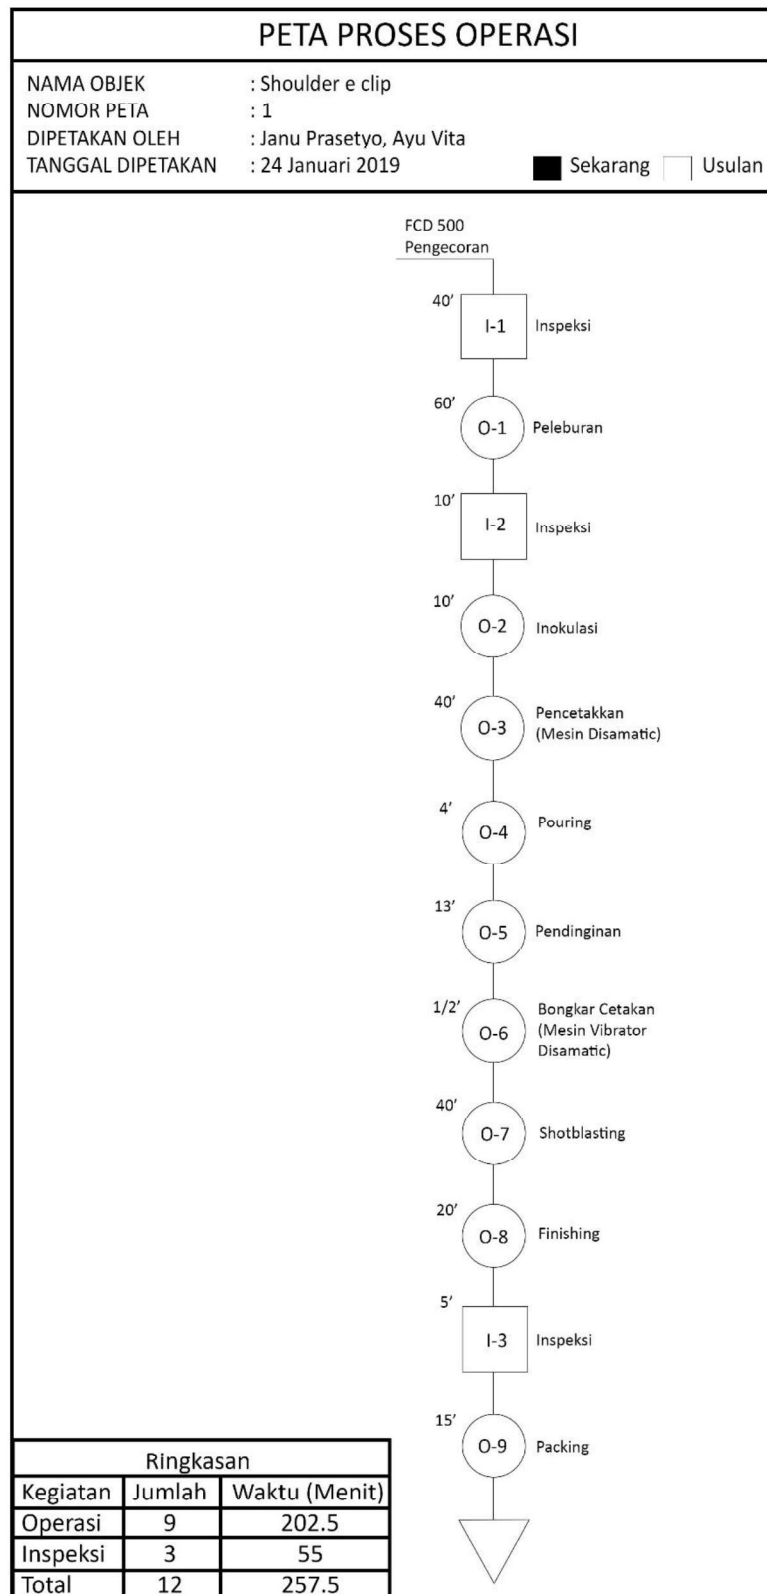 PETA PROSES OPERASI
NAMA OBJEK : Shoulder e clip
NOMOR PETA : 1
DIPETAKAN OLEH : Janu Prasetyo, Ayu Vita
TANGGAL DIPETAKAN : 24 Januari 2019 Sekarang Usulan
FCD 500
Pengecoran
40’
I-1 Inspeksi
60’
O-1 Peleburan
10’
I-2 Inspeksi
10’
O-2 Inokulasi
40’
O-3 Pencetakkan
(Mesin Disamatic)
4’
O-4 Pouring
13’
O-5 Pendinginan
1/2’
O-6 Bongkar Cetakan
(Mesin Vibrator
Disamatic)
40’
O-7 Shotblasting
20’
O-8 Finishing
5’
I-3 Inspeksi
15’
O-9 Packing
Ringkasan
Kegiatan Jumlah Waktu (Menit)
Operasi 9 202.5
Inspeksi 3 55
Total 12 257.5